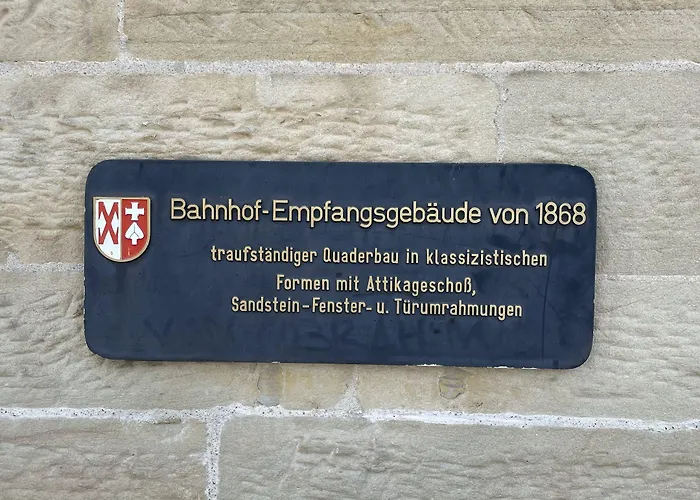 Bahnhof-Empfangsgebäude von 1868
traufständiger Quaderbau in klassizistischen
Formen mit Attikageschoß,
Sandstein-Fenster- u. Türumrahmungen